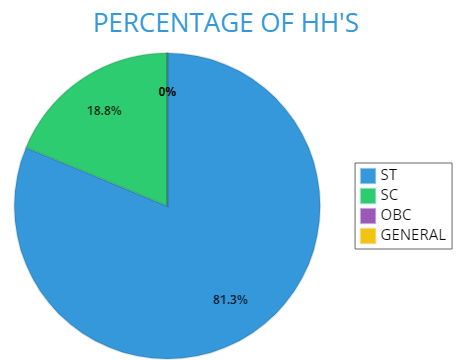 PERCENTAGE OF HH'S
0%
18.8%
81.3%
ST
SC
OBC
GENERAL